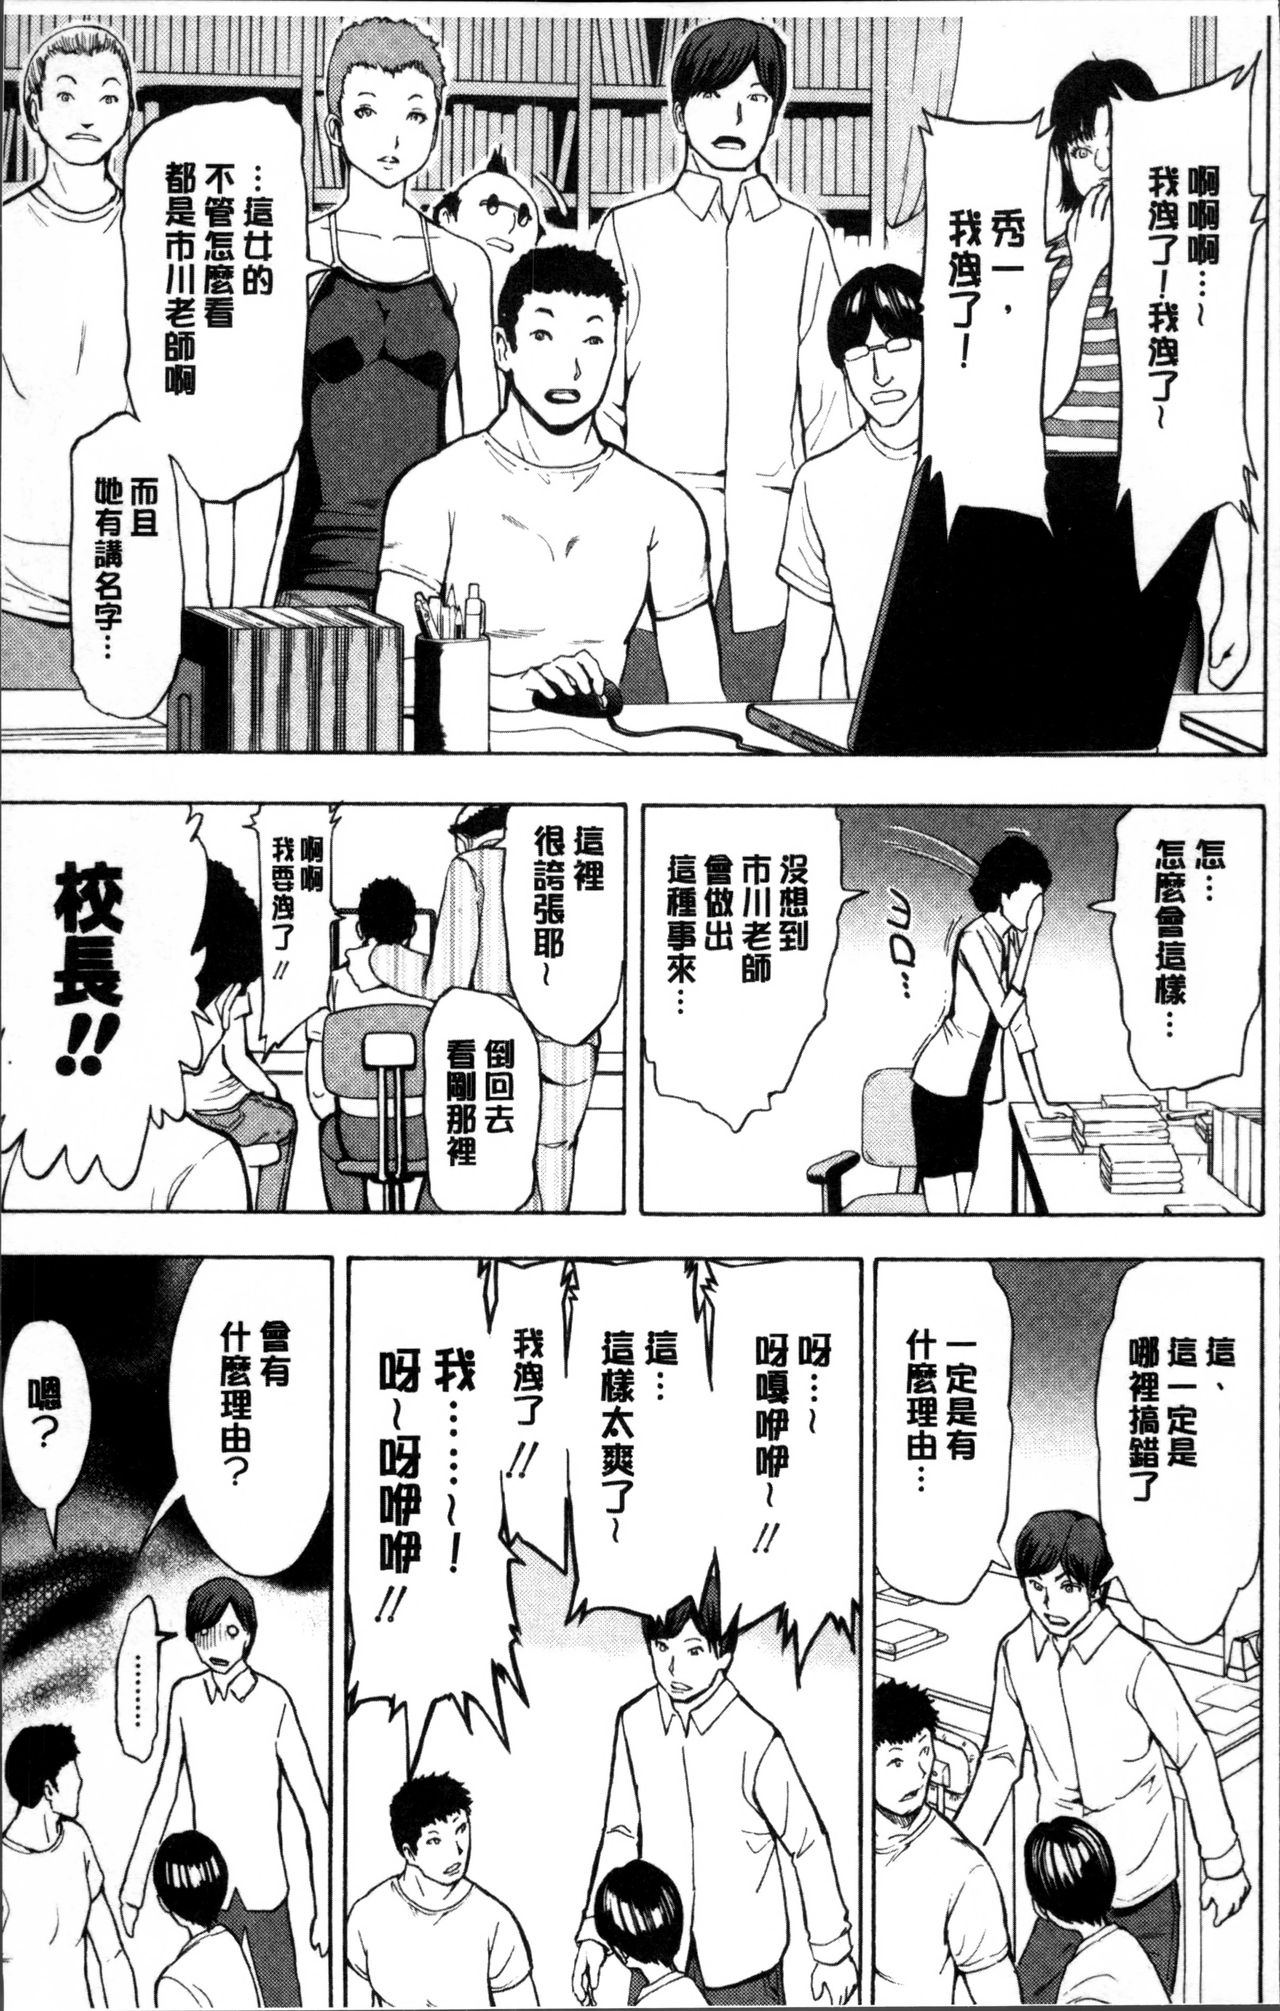 啊啊啊…～
我洩了！我洩了～
秀一，
我洩了！
…這女的
不管怎麼看
都是市川老師啊
而且
她有講名字…
怎…
怎麼會這樣…
沒想到
市川老師
會做出
這種事來…
這裡
很誇張耶～
倒回去
看剛那裡
啊啊
我要洩了!!
校長!!
這、
這一定是
哪裡搞錯了
一定是有
什麼理由…
呀…～
呀嘎咿咿～!!
這…
這樣太爽了～
我洩了!!
我……～！
呀～呀咿咿!!
會有
什麼理由？
………
嗯？